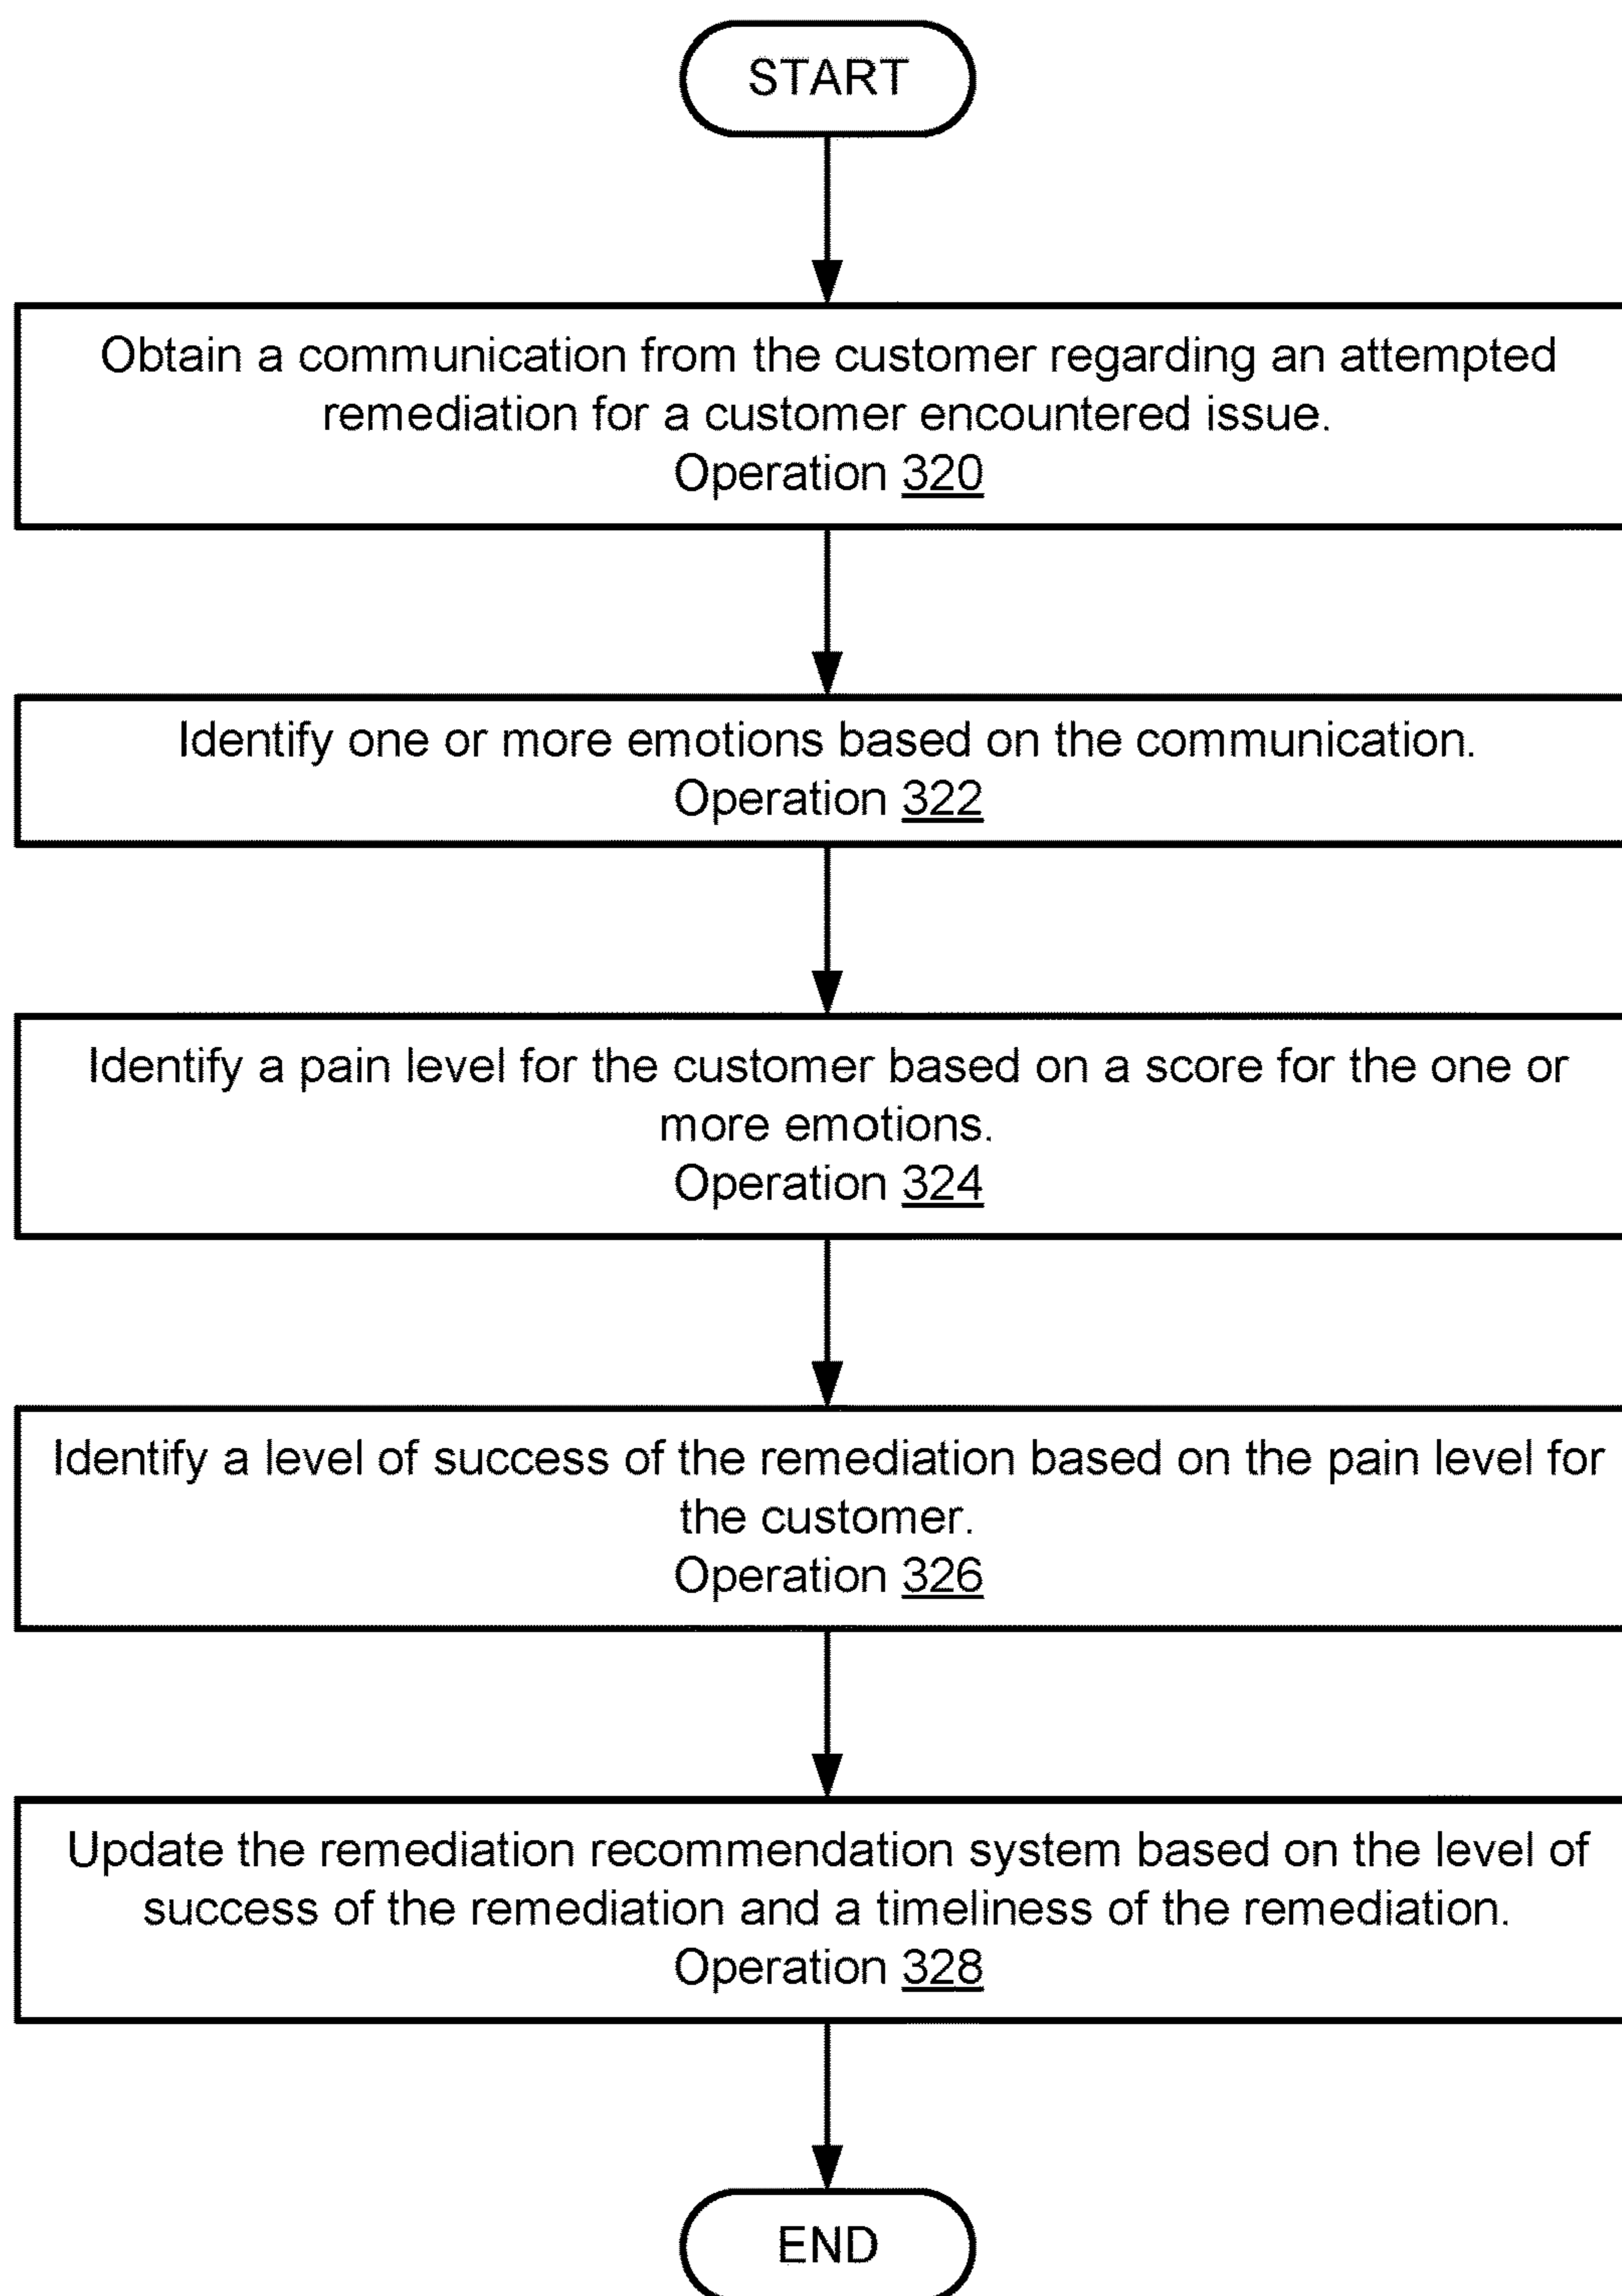 START
Obtain a communication from the customer regarding an attempted
remediation for a customer encountered issue.
Operation 320
Identify one or more emotions based on the communication.
Operation 322
Identify a pain level for the customer based on a score for the one or
more emotions.
Operation 324
Identify a level of success of the remediation based on the pain level for
the customer.
Operation 326
Update the remediation recommendation system based on the level of
success of the remediation and a timeliness of the remediation.
Operation 328
END